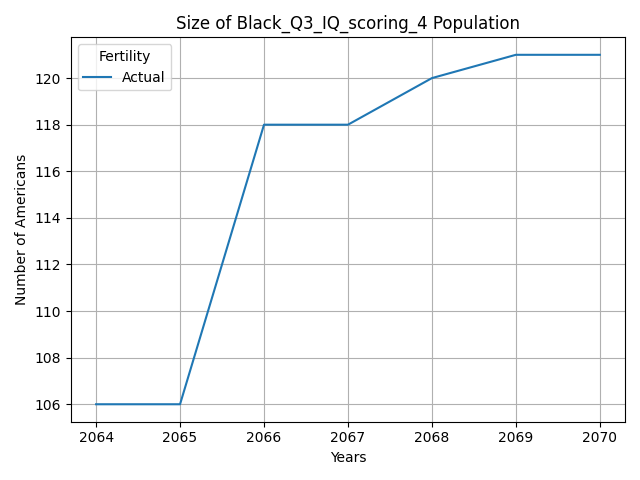 Size of Black_Q3_IQ_scoring_4 Population
Fertility
Actual
Number of Americans
120
118
116
114
112
110
108
106
2064 2065 2066 2067 2068 2069 2070
Years